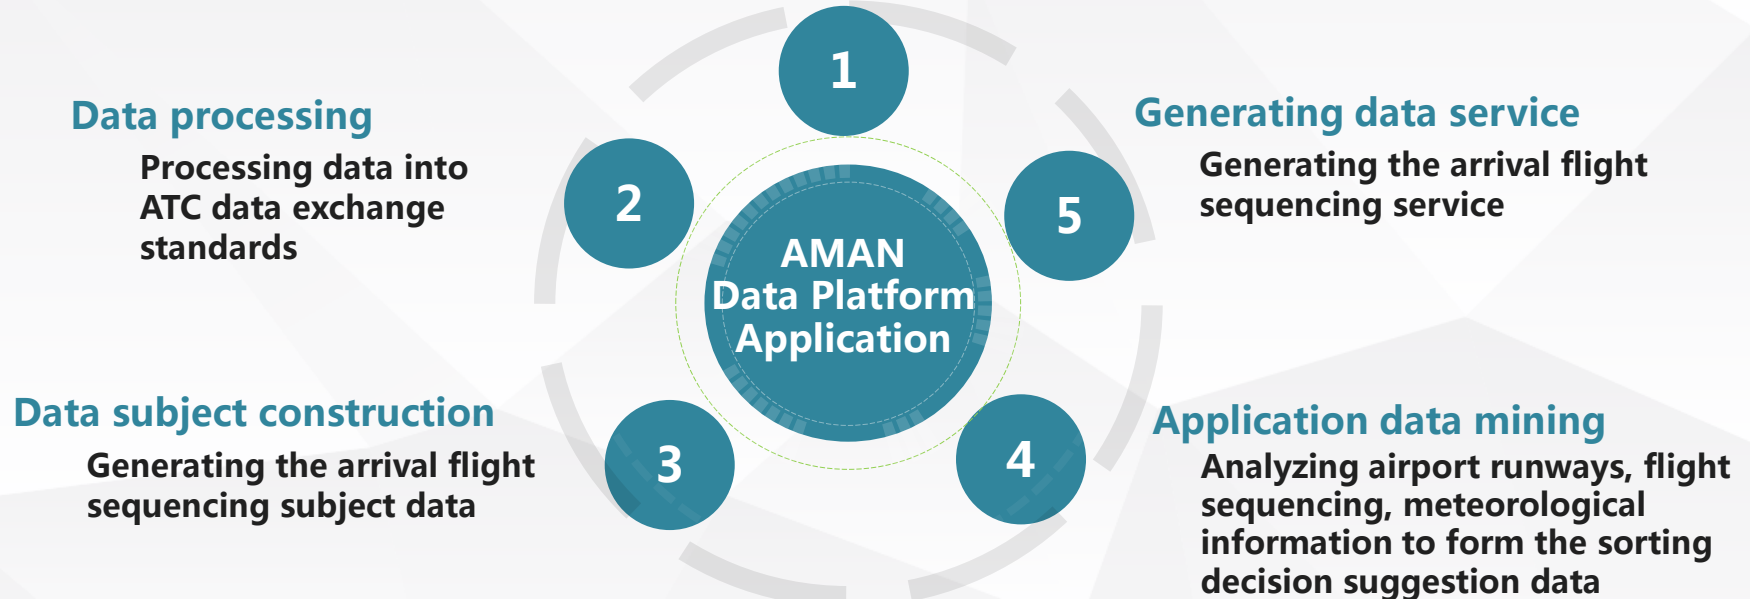 1
Data processing
Processing data into
ATC data exchange
standards
2
Generating data service
Generating the arrival flight
sequencing service
5
AMAN
Data Platform
Application
Data subject construction
Generating the arrival flight
sequencing subject data
3
4
Application data mining
Analyzing airport runways, flight
sequencing, meteorological
information to form the sorting
decision suggestion data